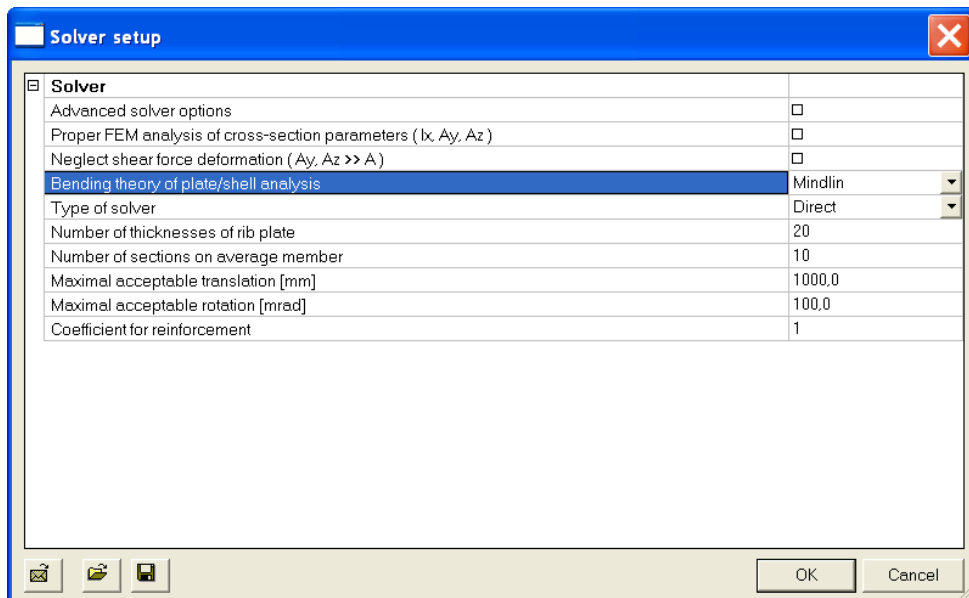 Solver setup
Solver
Advanced solver options
Proper FEM analysis of cross-section parameters ( Ix, Ay, Az )
Neglect shear force deformation ( Ay, Az >> A )
Bending theory of plate/shell analysis Mindlin
Type of solver Direct
Number of thicknesses of rib plate 20
Number of sections on average member 10
Maximal acceptable translation [mm] 1000,0
Maximal acceptable rotation [mrad] 100,0
Coefficient for reinforcement 1
OK Cancel